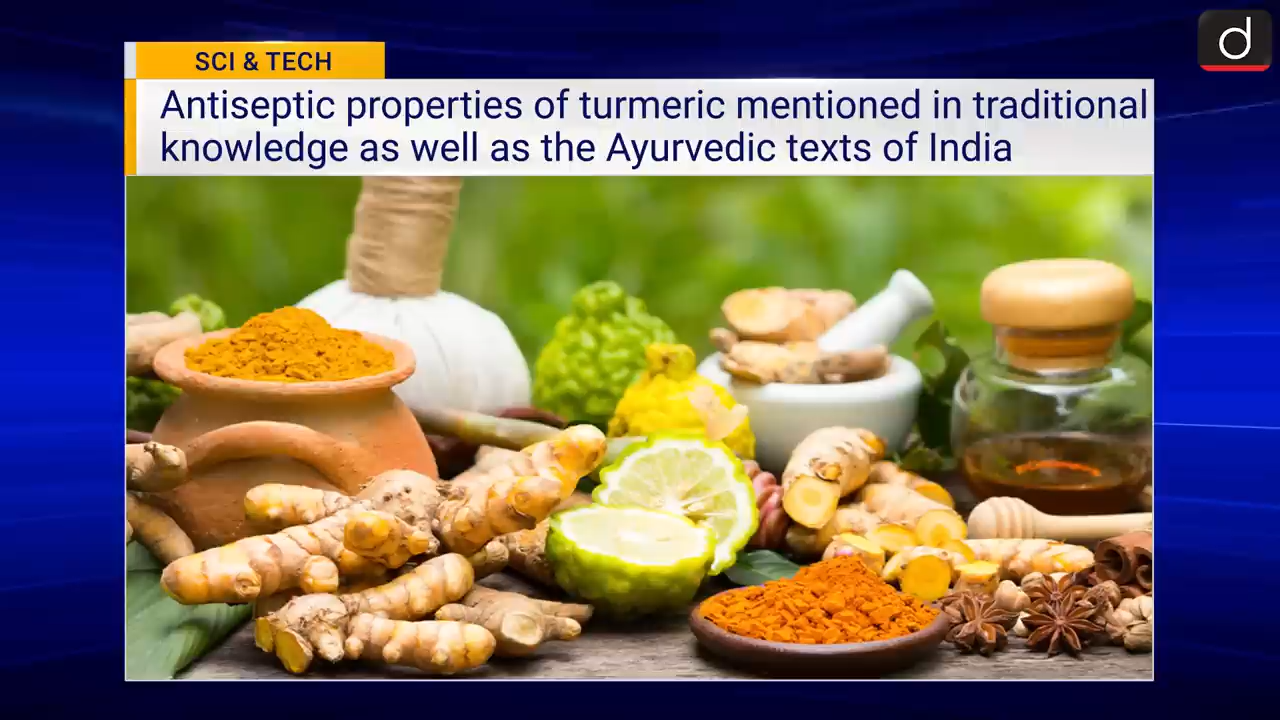 d
SCI & TECH
Antiseptic properties of turmeric mentioned in traditional
knowledge as well as the Ayurvedic texts of India